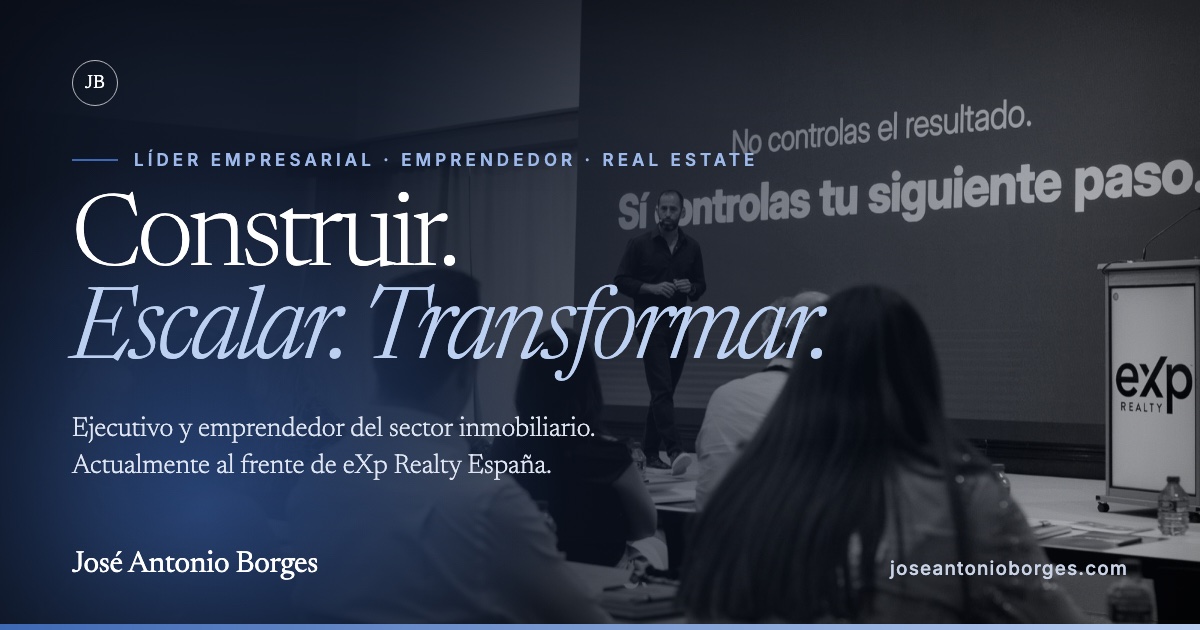 JB
LÍDER EMPRESARIAL · EMPRENDEDOR · REAL ESTATE
Construir.
Escalar. Transformar.
Ejecutivo y emprendedor del sector inmobiliario.
Actualmente al frente de eXp Realty España.
José Antonio Borges
joseantonioborges.com
No controlas el resultado.
Sí controlas tu siguiente paso.
eXp
REALTY